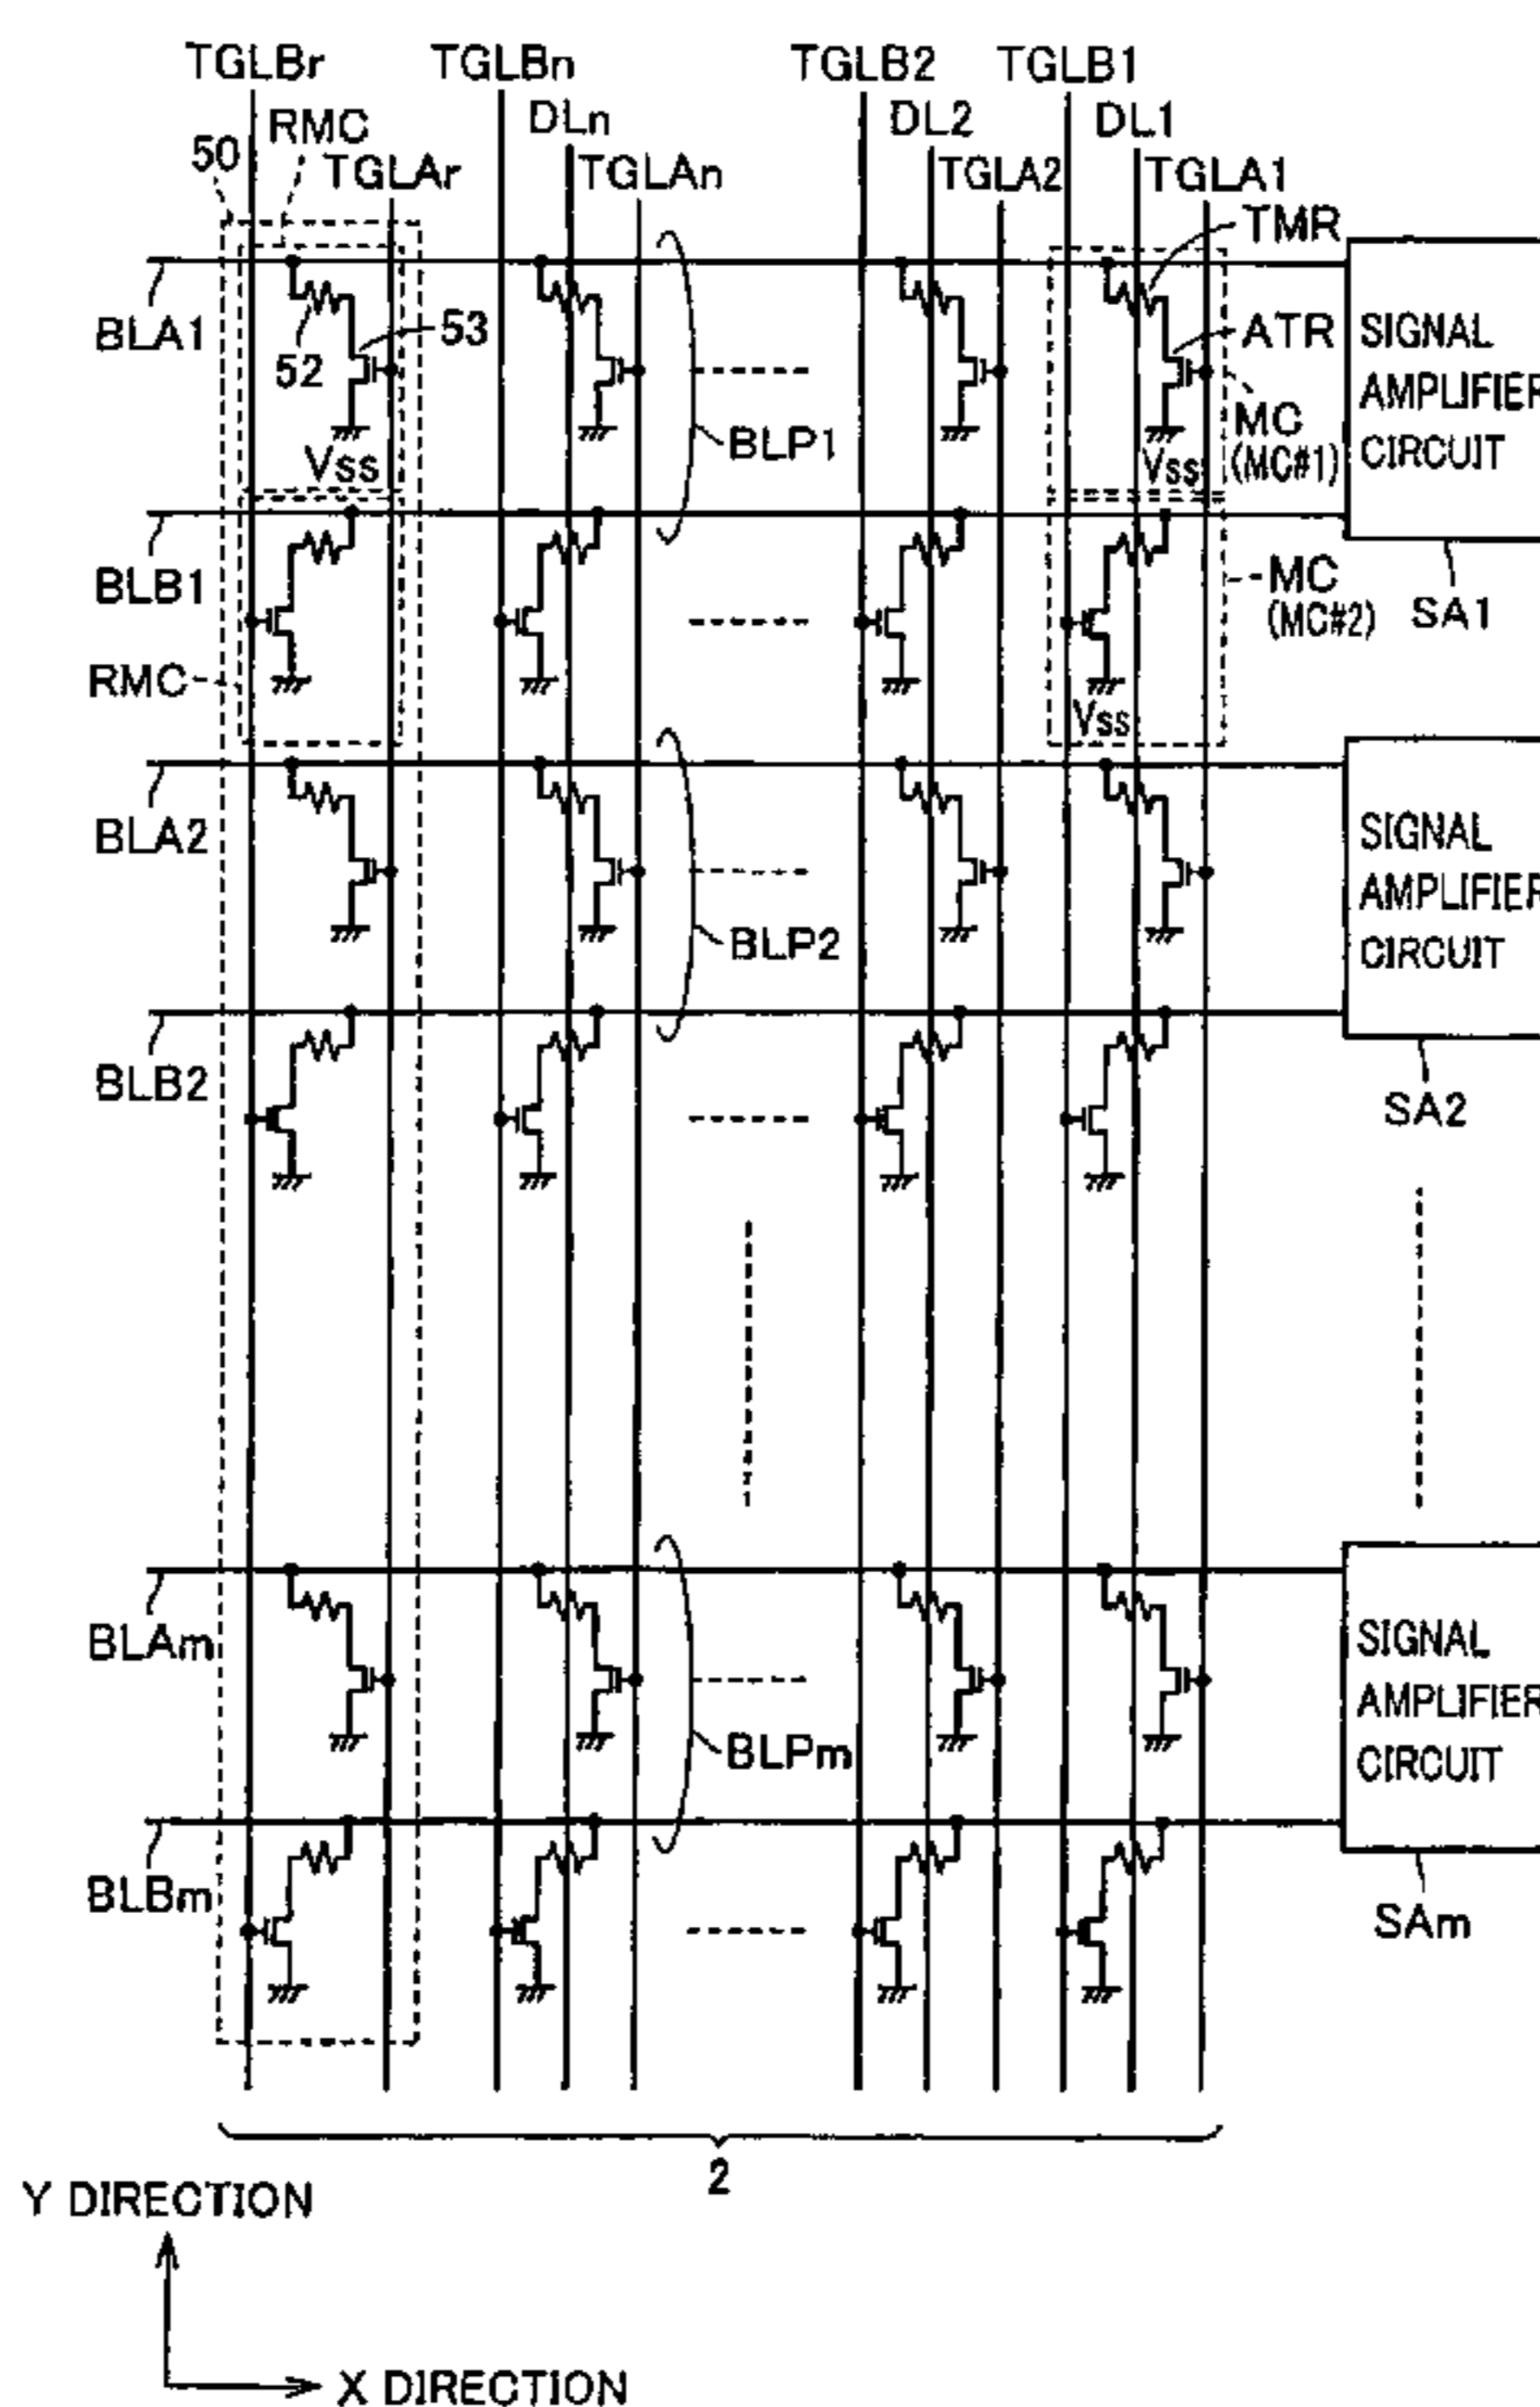 TGLBr TGLBn TGLB2 TGLB1
RMC DLn DL2 DL1
50 TGLAr TGLAn TGLA2 TGLA1
TMR
BLA1 52 53 ATR SIGNAL
AMPLIFIER
CIRCUIT
BLP1 MC
(MC#1)
Vss Vss
BLB1 MC
(MC#2) SA1
RMC Vss
BLA2 SIGNAL
AMPLIFIER
CIRCUIT
BLP2
BLB2 SA2
BLAm SIGNAL
AMPLIFIER
CIRCUIT
BLPm
BLBm SAm
2
Y DIRECTION
X DIRECTION